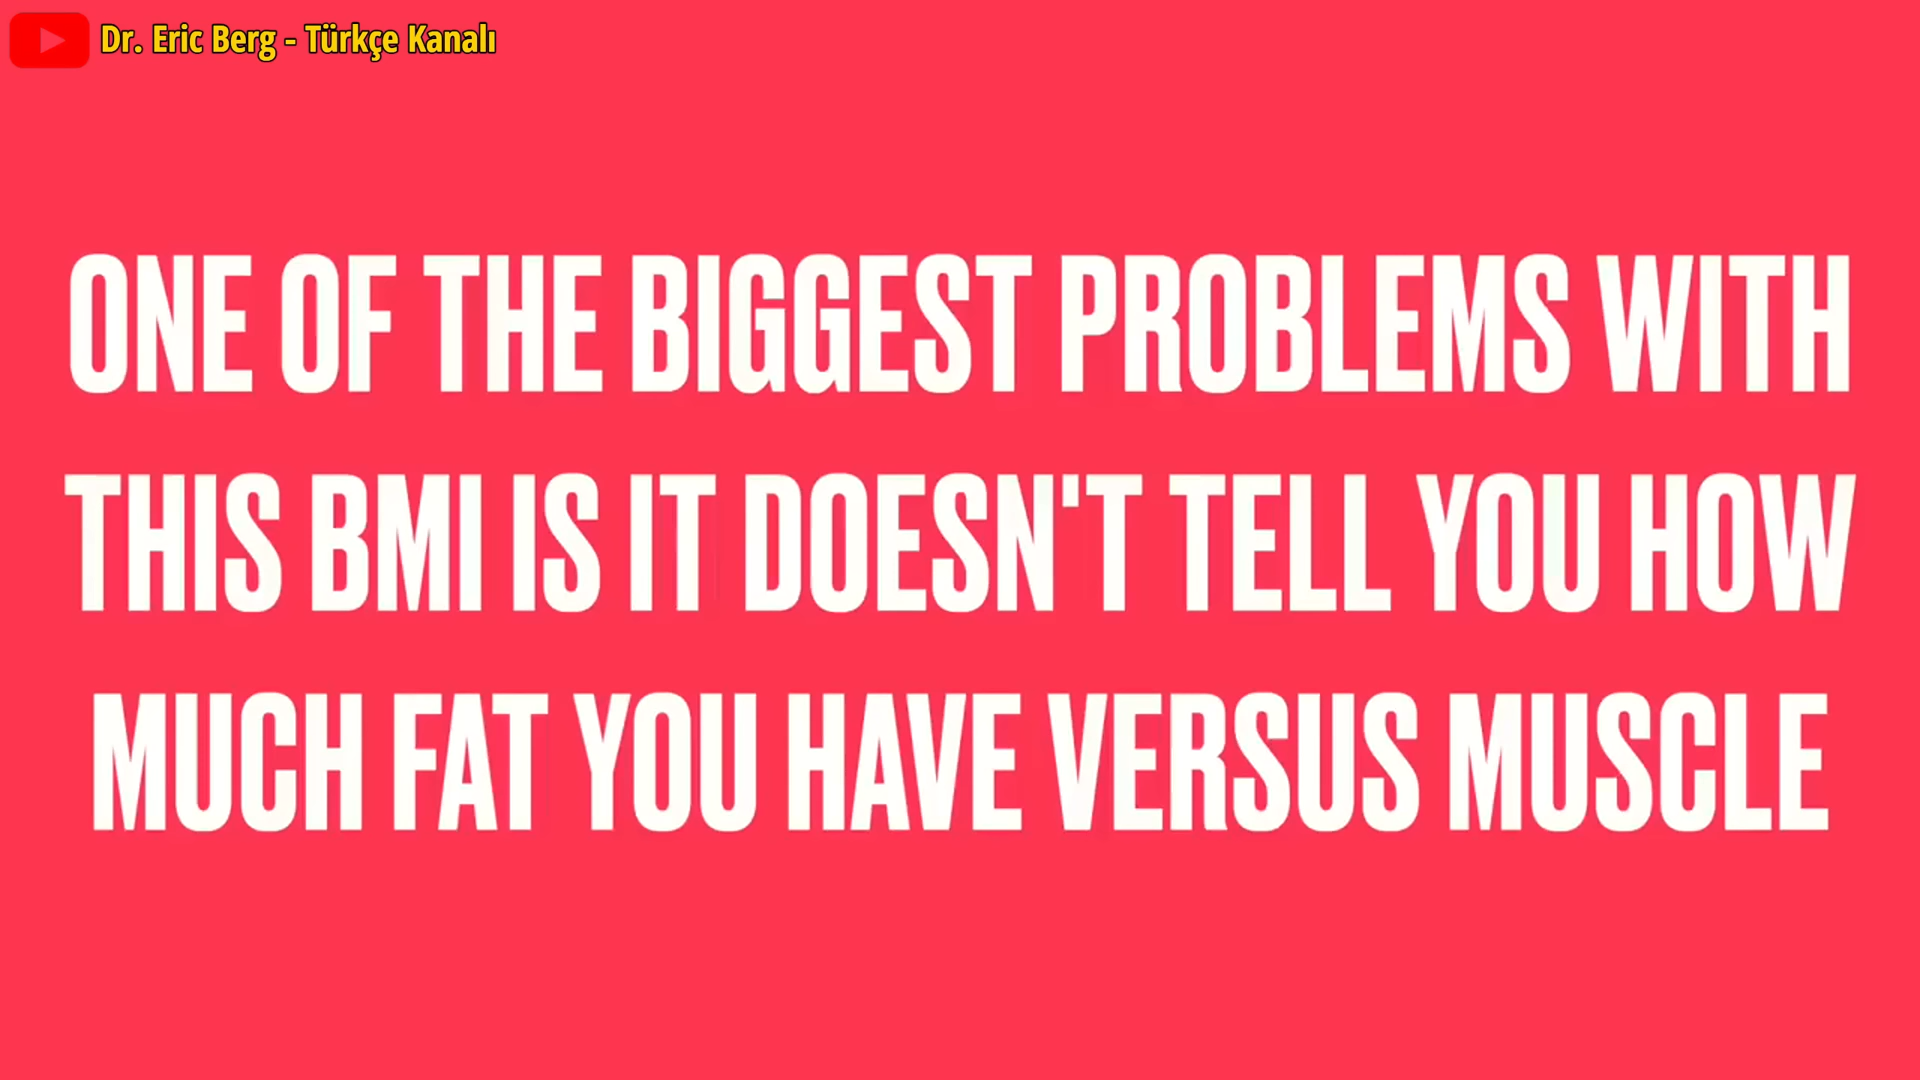 Dr. Eric Berg - Türkçe Kanalı
ONE OF THE BIGGEST PROBLEMS WITH
THIS BMI IS IT DOESN'T TELL YOU HOW
MUCH FAT YOU HAVE VERSUS MUSCLE